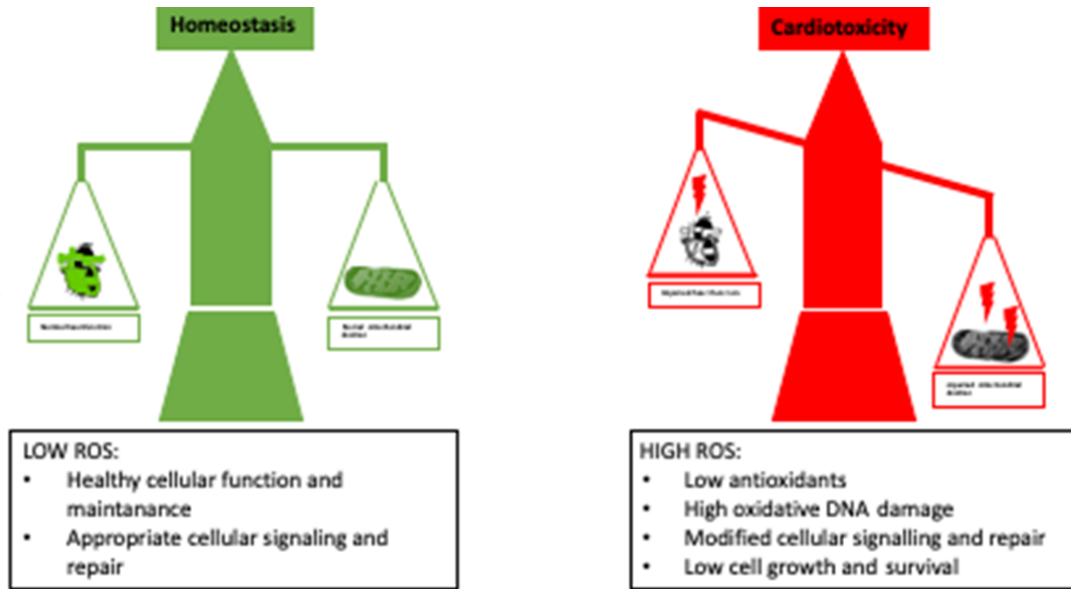 Homeostasis
Cardiotoxicity
LOW ROS:
• Healthy cellular function and
maintanance
• Appropriate cellular signaling and
repair
HIGH ROS:
• Low antioxidants
• High oxidative DNA damage
• Modified cellular signalling and repair
• Low cell growth and survival